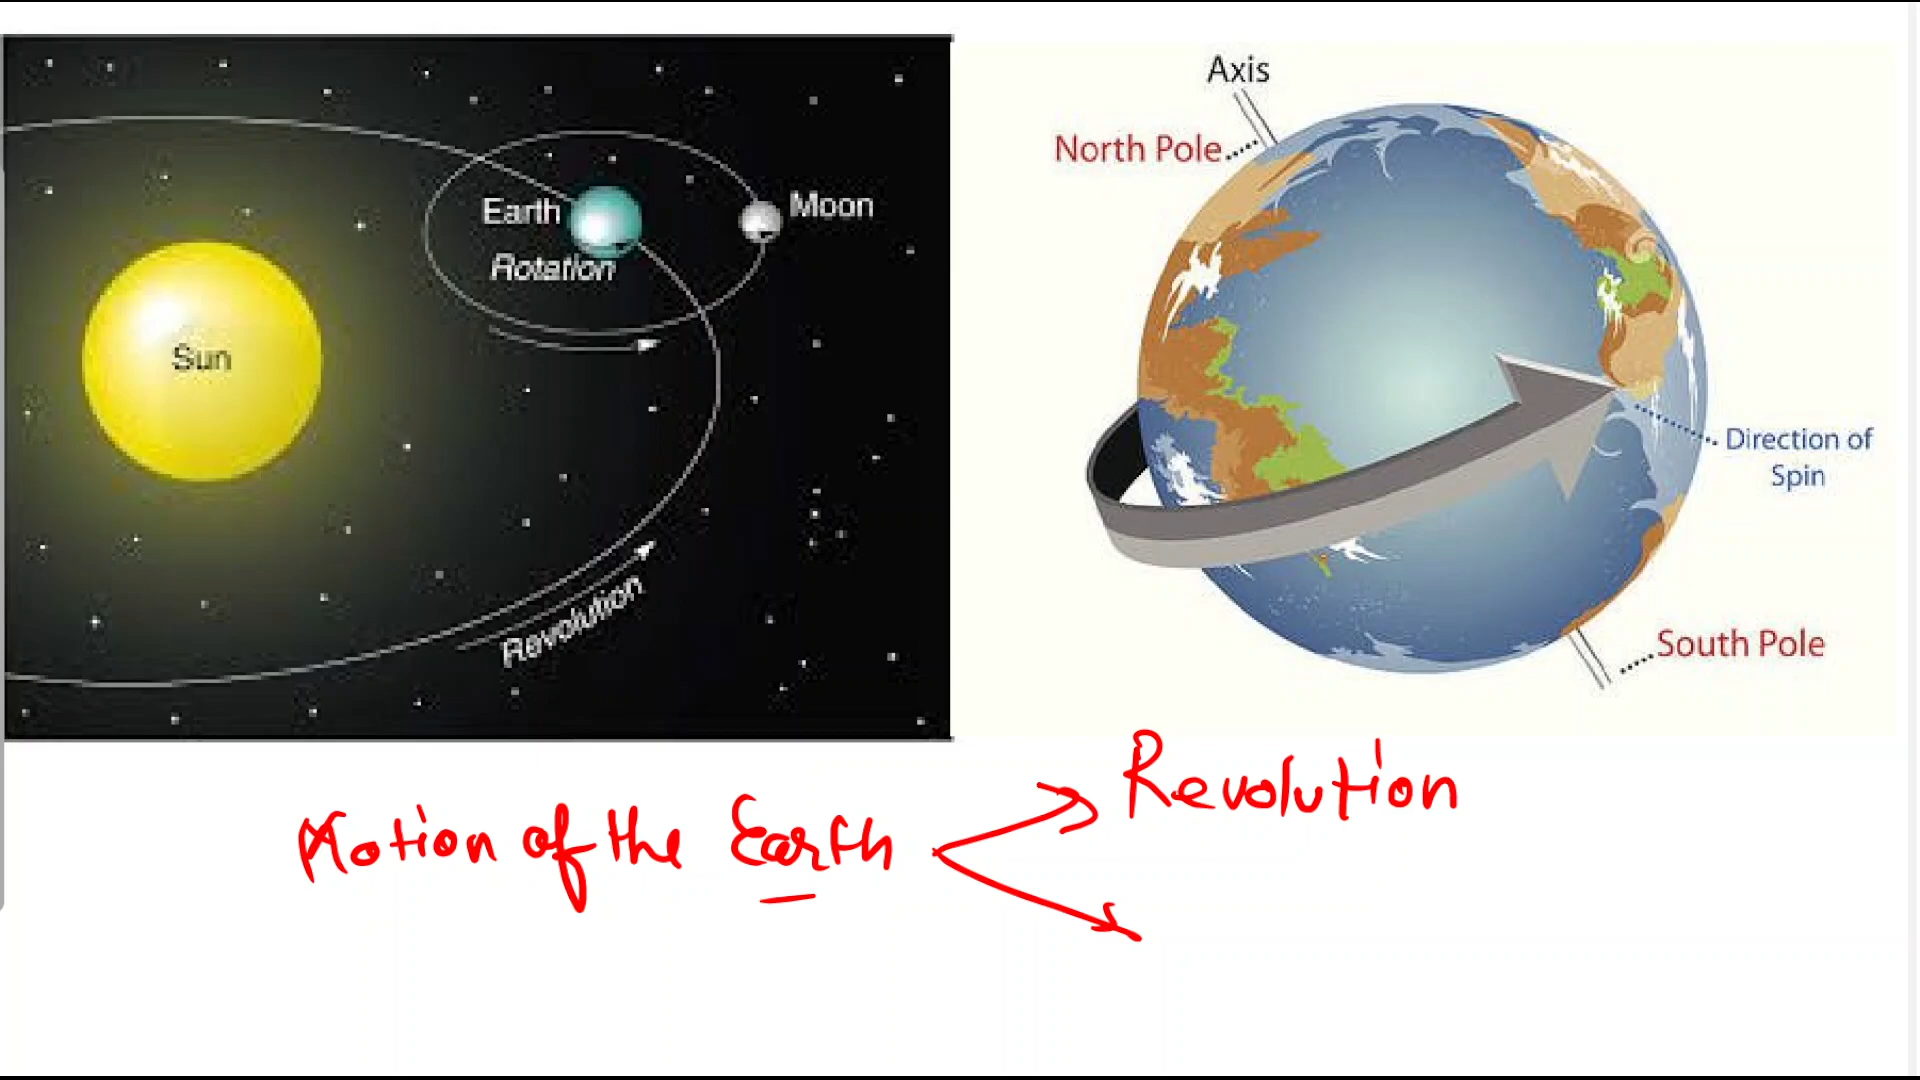 Axis
North Pole
Earth
Moon
Rotation
Sun
Direction of
Spin
Revolution
South Pole
Revolution
Motion of the Earth